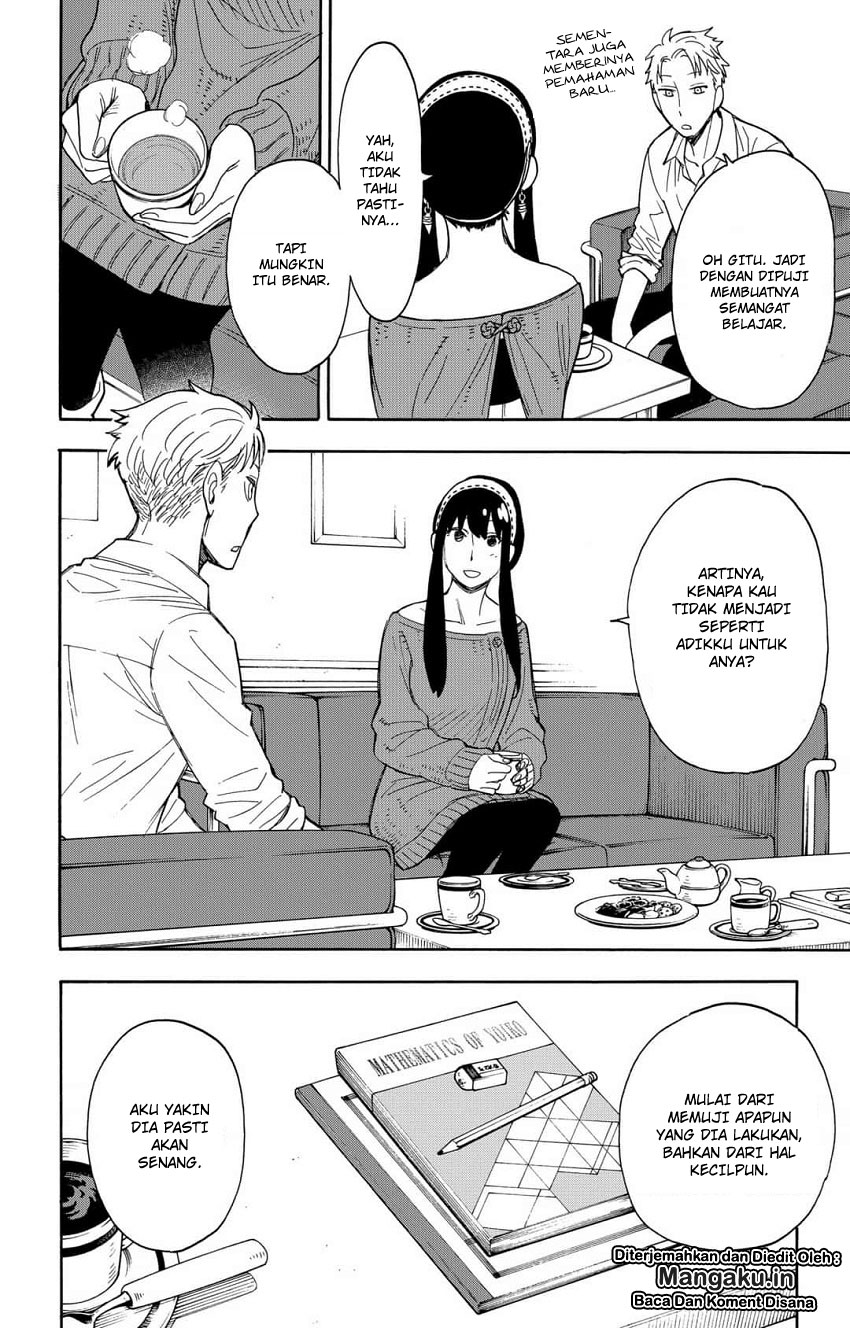 SEMEN-
TARA JUGA
MEMBERINYA
PEMAHAMAN
BARU...
OH GITU. JADI
DENGAN DIPUJI
MEMBUATNYA
SEMANGAT
BELAJAR.
YAH,
AKU
TIDAK
TAHU
PASTI-
NYA...
TAPI
MUNGKIN
ITU BENAR.
ARTINYA,
KENAPA KAU
TIDAK MENJADI
SEPERTI
ADIKKU UNTUK
ANYA?
MULAI DARI
MEMUJI APAPUN
YANG DIA LAKUKAN,
BAHKAN DARI HAL
KECILPUN.
MATHEMATICS OF YOIKO
AKU YAKIN
DIA PASTI
AKAN
SENANG.
Diterjemahkan dan Diedit Oleh:
Mangaku.in
Baca Dan Koment Disana